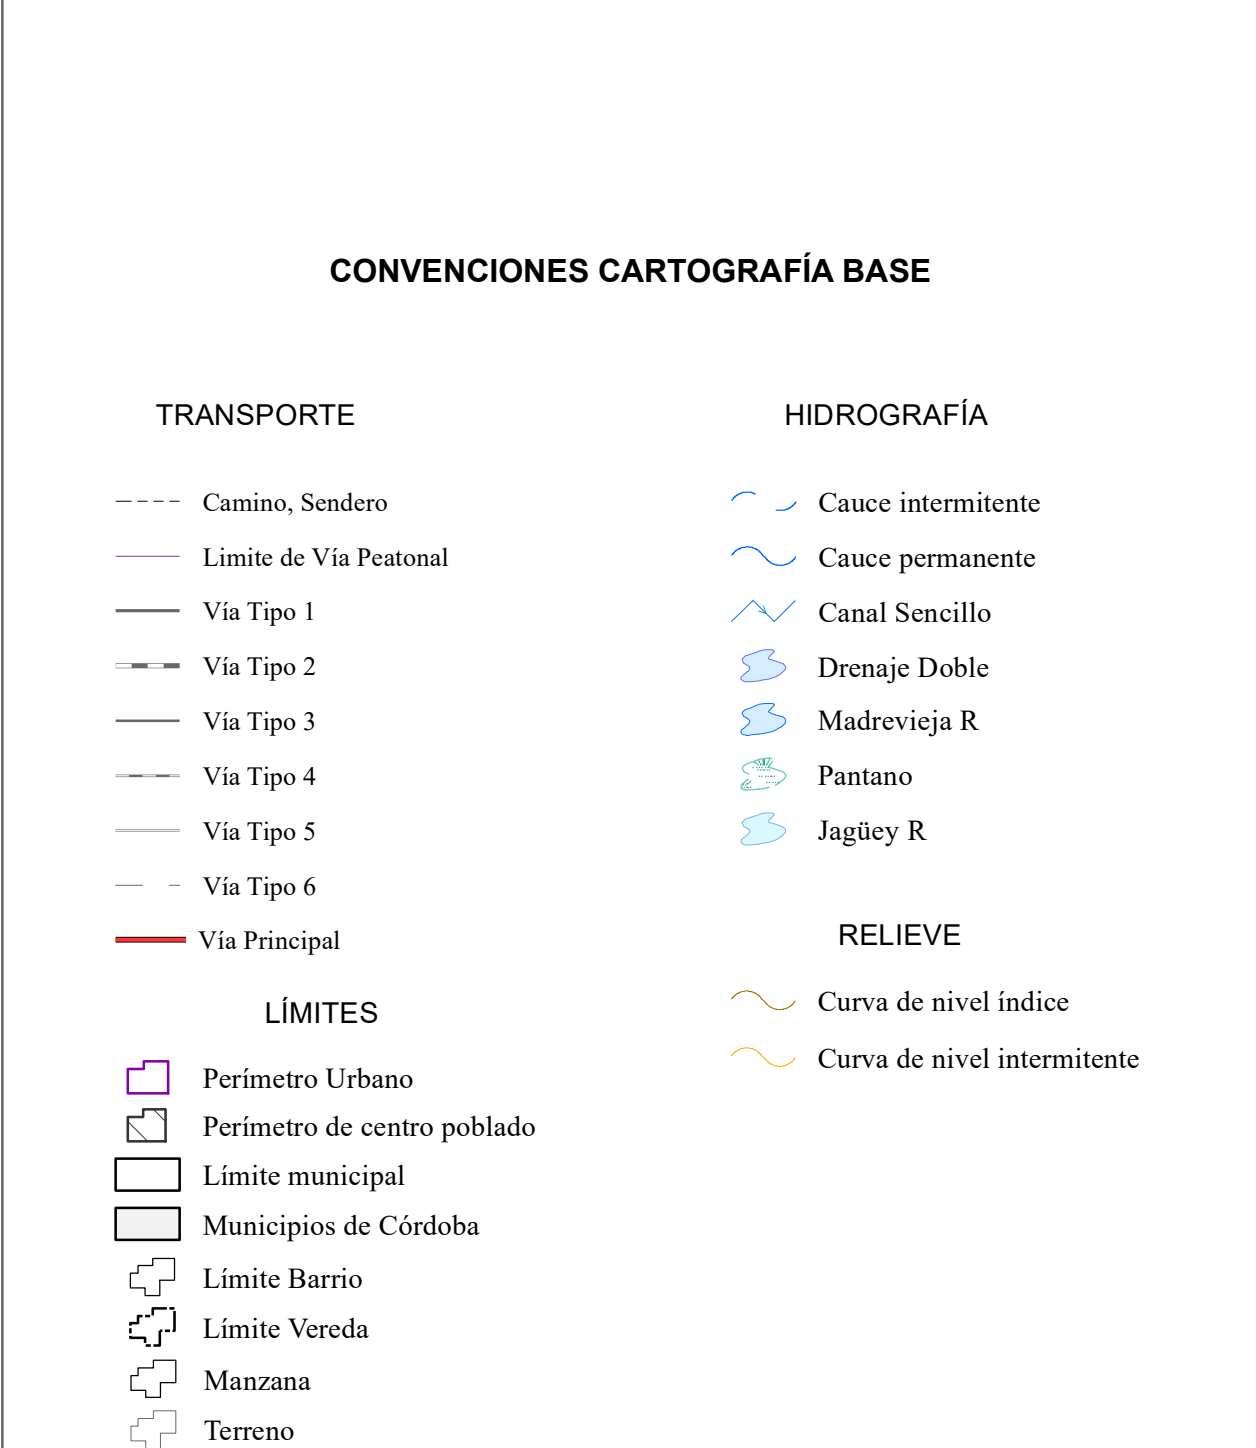 CONVENCIONES CARTOGRAFÍA BASE
TRANSPORTE
Camino, Sendero
Limite de Vía Peatonal
Vía Tipo 1
Vía Tipo 2
Vía Tipo 3
Vía Tipo 4
Vía Tipo 5
Vía Tipo 6
Vía Principal
LÍMITES
Perímetro Urbano
Perímetro de centro poblado
Límite municipal
Municipios de Córdoba
Límite Barrio
Límite Vereda
Manzana
Terreno
HIDROGRAFÍA
Cauce intermitente
Cauce permanente
Canal Sencillo
Drenaje Doble
Madrevieja R
Pantano
Jagüey R
RELIEVE
Curva de nivel índice
Curva de nivel intermitente